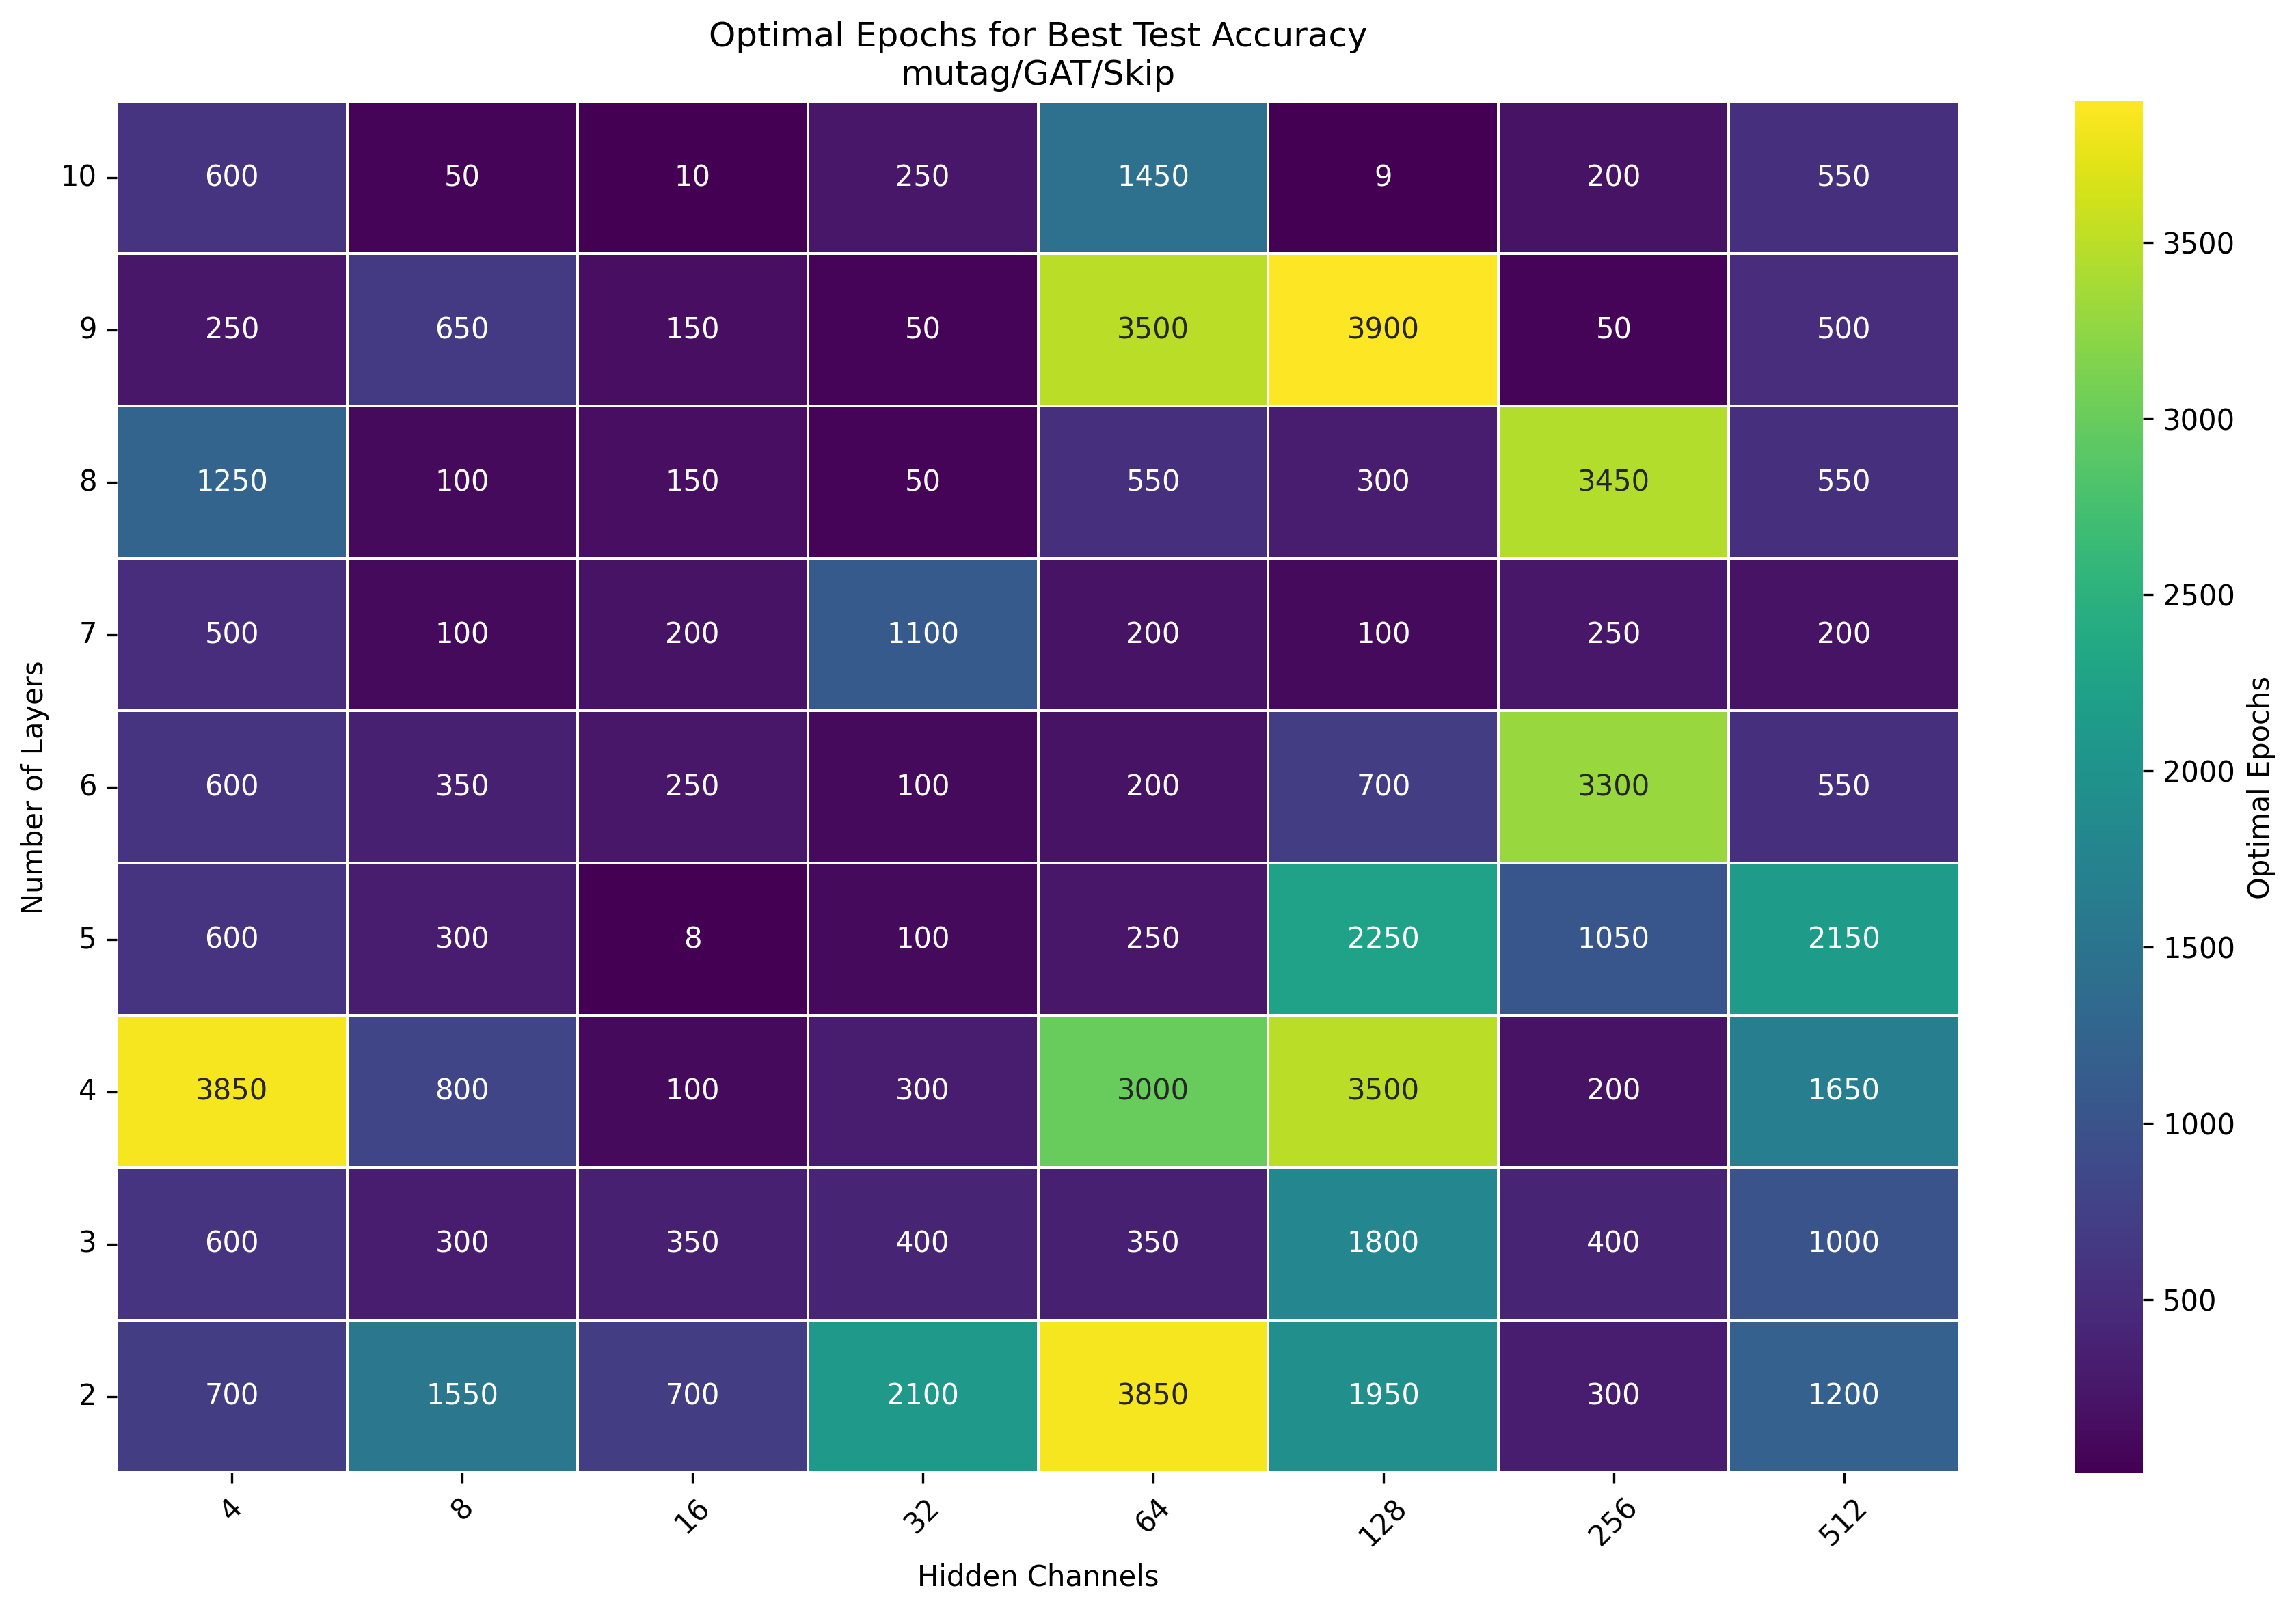 Optimal Epochs for Best Test Accuracy
mutag/GAT/Skip
Number of Layers
10 600 50 10 250 1450 9 200 550
9 250 650 150 50 3500 3900 50 500
8 1250 100 150 50 550 300 3450 550
7 500 100 200 1100 200 100 250 200
6 600 350 250 100 200 700 3300 550
5 600 300 8 100 250 2250 1050 2150
4 3850 800 100 300 3000 3500 200 1650
3 600 300 350 400 350 1800 400 1000
2 700 1550 700 2100 3850 1950 300 1200
4 8 16 32 64 128 256 512
Hidden Channels
3500
3000
2500
2000
1500
1000
500
Optimal Epochs